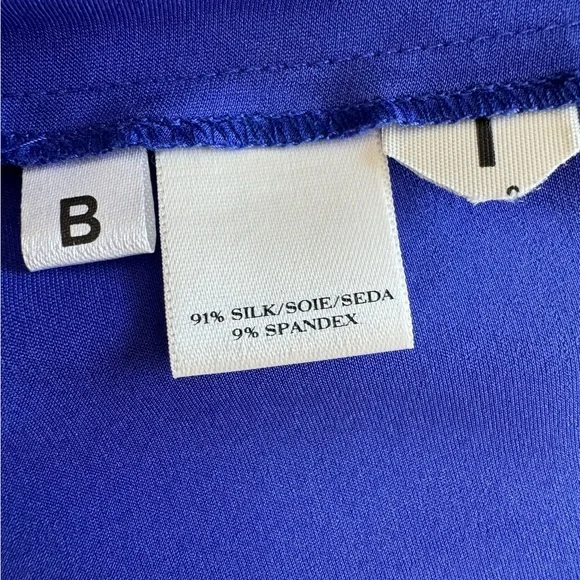 B
91% SILK/SOIE/SEDA
9% SPANDEX